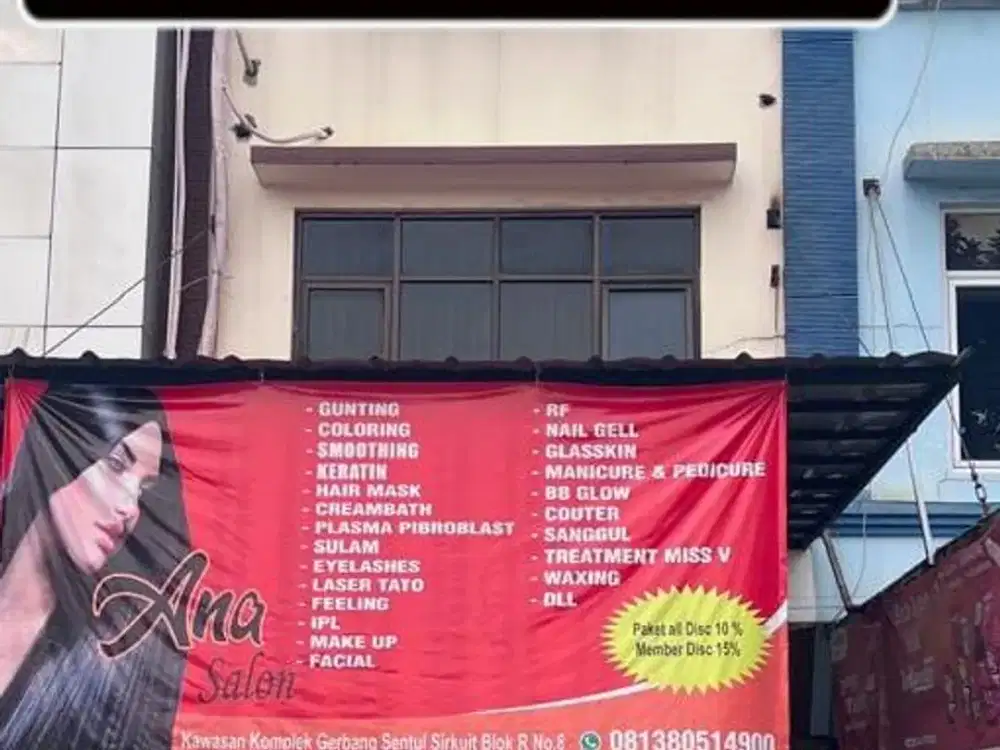 - GUNTING
- COLORING
- SMOOTHING
- KERATIN
- HAIR MASK
- CREAMBATH
- PLASMA PIBROBLAST
- SULAM
- EYELASHES
- LASER TATO
- FEELING
- IPL
- MAKE UP
- FACIAL
- RF
- NAIL GELL
- GLASSKIN
- MANICURE & PEDICURE
- BB GLOW
- COUTER
- SANGGUL
- TREATMENT MISS V
- WAXING
- DLL
Ana
Salon
Paket all Disc 10 %
Member Disc 15%
Kawasan Komplek Gerbang Sentul Sirkuit Blok R No.8 081380514900